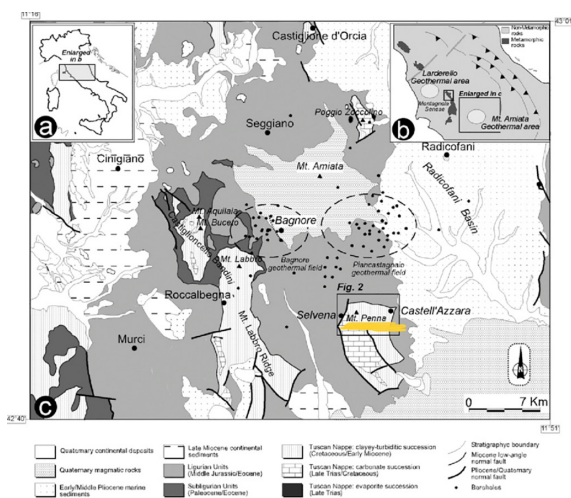 11°16'
43°01'
Castiglione d'Orcia
Enlarged
in b
a
Non-Metamorphic
rocks
Metamorphic
rocks
Larderello
Geothermal area
Enlarged in c
Montagnola
Senese
Mt. Amiata
Geothermal area
b
Poggio Zoccolino
Seggiano
Cinigiano
Mt. Amiata
Radicofani
Radicofani
Basin
Mt. Aquilaia
Mt. Buceto
Castiglioncello Bandini
Bagnore
Mt. Labbro
Bagnore
geothermal field
Piancastagnaio
geothermal field
Roccalbegna
Fig. 2
Selvena
Castell'Azzara
Mt. Penna
Murci
Mt. Labbro Ridge
c
0 7 Km
42°40'
11°51'
Quaternary continental deposits
Quaternary magmatic rocks
Early/Middle Pliocene marine
sediments
Late Miocene continental
sediments
Ligurian Units
(Middle Jurassic/Eocene)
Subligurian Units
(Paleocene/Eocene)
Tuscan Nappe: clayey-turbiditic succession
(Cretaceous/Early Miocene)
Tuscan Nappe: carbonate succession
(Late Trias/Cretaceous)
Tuscan Nappe: evaporite succession
(Late Trias)
Stratigraphic boundary
Miocene low-angle
normal fault
Pliocene/Quaternary
normal fault
Boreholes